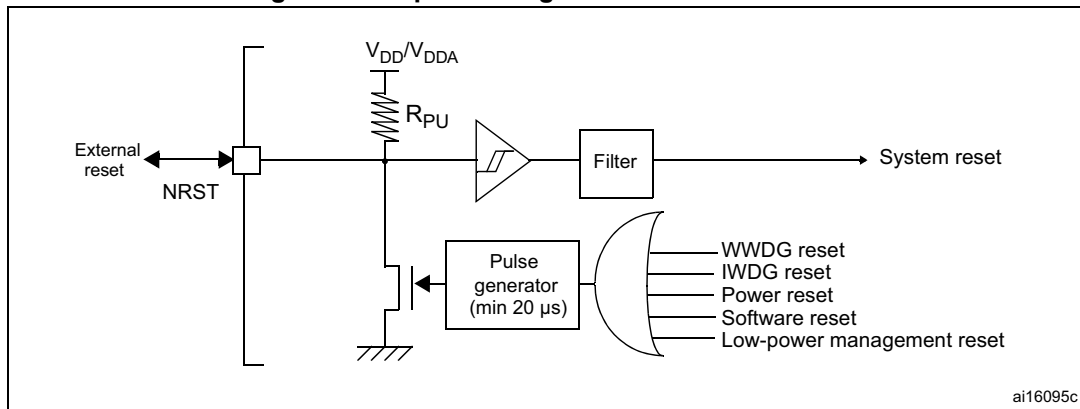 V_DD/V_DDA
R_PU
External
reset
NRST
Filter
System reset
Pulse
generator
(min 20 µs)
WWDG reset
IWDG reset
Power reset
Software reset
Low-power management reset
ai16095c